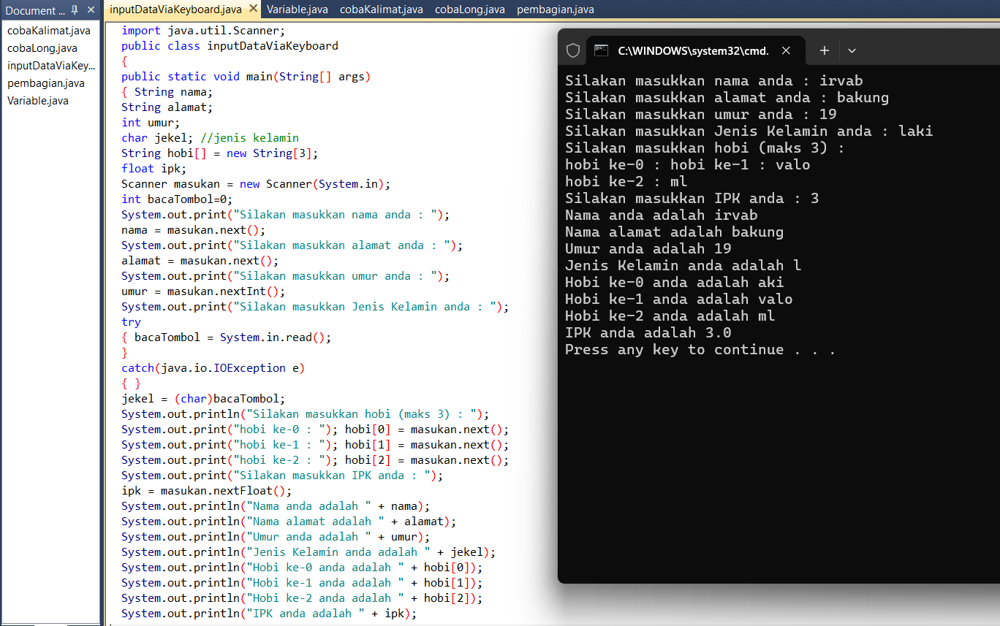 Document ...
cobaKalimat.java
cobaLong.java
inputDataViaKey...
pembagian.java
Variable.java
inputDataViaKeyboard.java Variable.java cobaKalimat.java cobaLong.java pembagian.java
import java.util.Scanner;
public class inputDataViaKeyboard
{
public static void main(String[] args)
{ String nama;
String alamat;
int umur;
char jekel; //jenis kelamin
String hobi[] = new String[3];
float ipk;
Scanner masukan = new Scanner(System.in);
int bacaTombol=0;
System.out.print("Silakan masukkan nama anda : ");
nama = masukan.next();
System.out.print("Silakan masukkan alamat anda : ");
alamat = masukan.next();
System.out.print("Silakan masukkan umur anda : ");
umur = masukan.nextInt();
System.out.print("Silakan masukkan Jenis Kelamin anda : ");
try
{ bacaTombol = System.in.read();
}
catch(java.io.IOException e)
{ }
jekel = (char)bacaTombol;
System.out.println("Silakan masukkan hobi (maks 3) : ");
System.out.print("hobi ke-0 : "); hobi[0] = masukan.next();
System.out.print("hobi ke-1 : "); hobi[1] = masukan.next();
System.out.print("hobi ke-2 : "); hobi[2] = masukan.next();
System.out.print("Silakan masukkan IPK anda : ");
ipk = masukan.nextFloat();
System.out.println("Nama anda adalah " + nama);
System.out.println("Nama alamat adalah " + alamat);
System.out.println("Umur anda adalah " + umur);
System.out.println("Jenis Kelamin anda adalah " + jekel);
System.out.println("Hobi ke-0 anda adalah " + hobi[0]);
System.out.println("Hobi ke-1 anda adalah " + hobi[1]);
System.out.println("Hobi ke-2 anda adalah " + hobi[2]);
System.out.println("IPK anda adalah " + ipk);
C:\WINDOWS\system32\cmd.
Silakan masukkan nama anda : irvab
Silakan masukkan alamat anda : bakung
Silakan masukkan umur anda : 19
Silakan masukkan Jenis Kelamin anda : laki
Silakan masukkan hobi (maks 3) :
hobi ke-0 : hobi ke-1 : valo
hobi ke-2 : ml
Silakan masukkan IPK anda : 3
Nama anda adalah irvab
Nama alamat adalah bakung
Umur anda adalah 19
Jenis Kelamin anda adalah l
Hobi ke-0 anda adalah aki
Hobi ke-1 anda adalah valo
Hobi ke-2 anda adalah ml
IPK anda adalah 3.0
Press any key to continue . . .